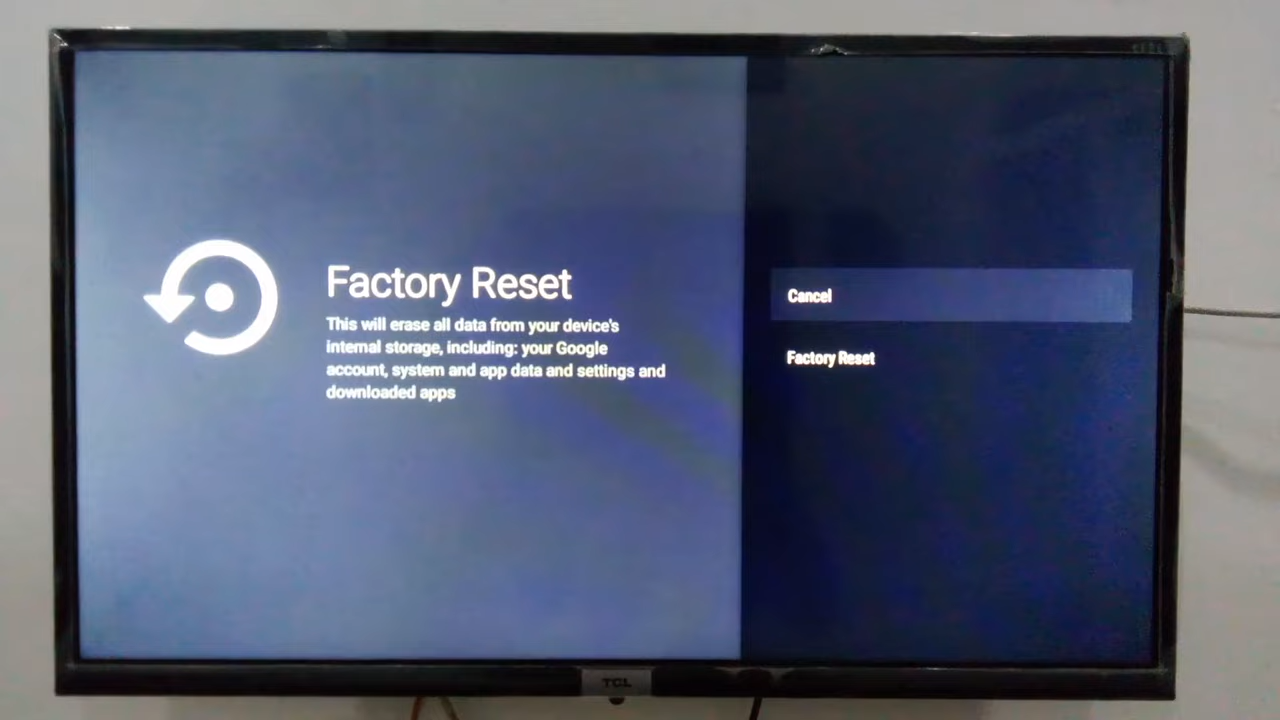 Factory Reset
This will erase all data from your device's
internal storage, including: your Google
account, system and app data and settings and
downloaded apps
Cancel
Factory Reset
TCL